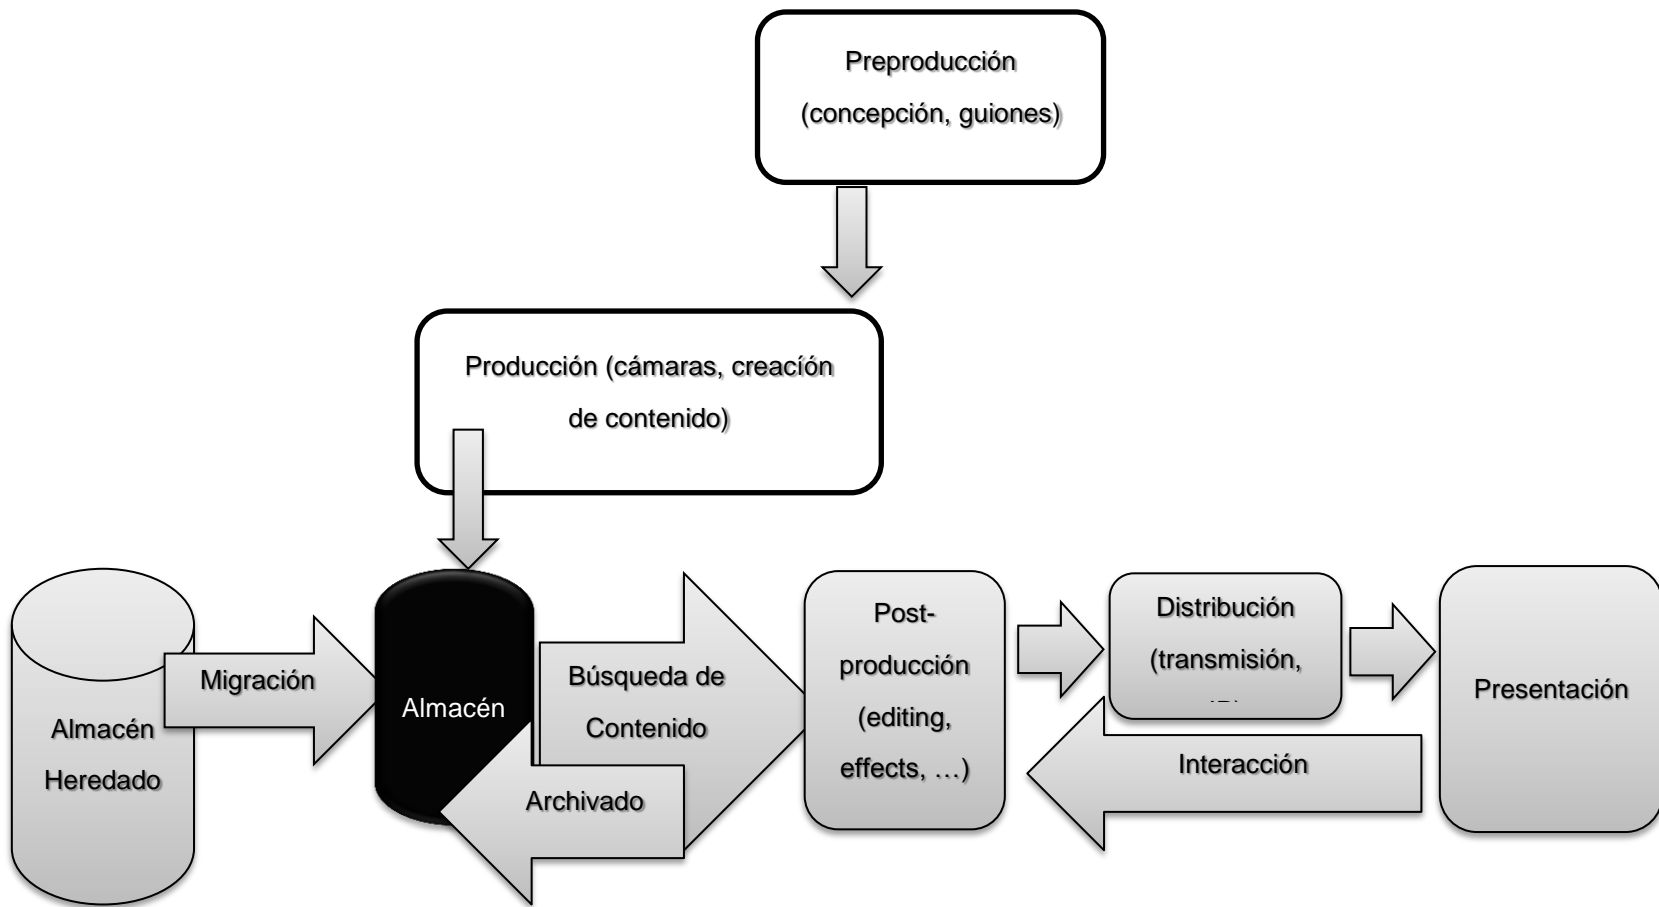 Preproducción
(concepción, guiones)
Producción (cámaras, creación
de contenido)
Almacén
Heredado
Migración
Almacén
Búsqueda de
Contenido
Archivado
Post-
producción
(editing,
effects, …)
Distribución
(transmisión,
Interacción
Presentación